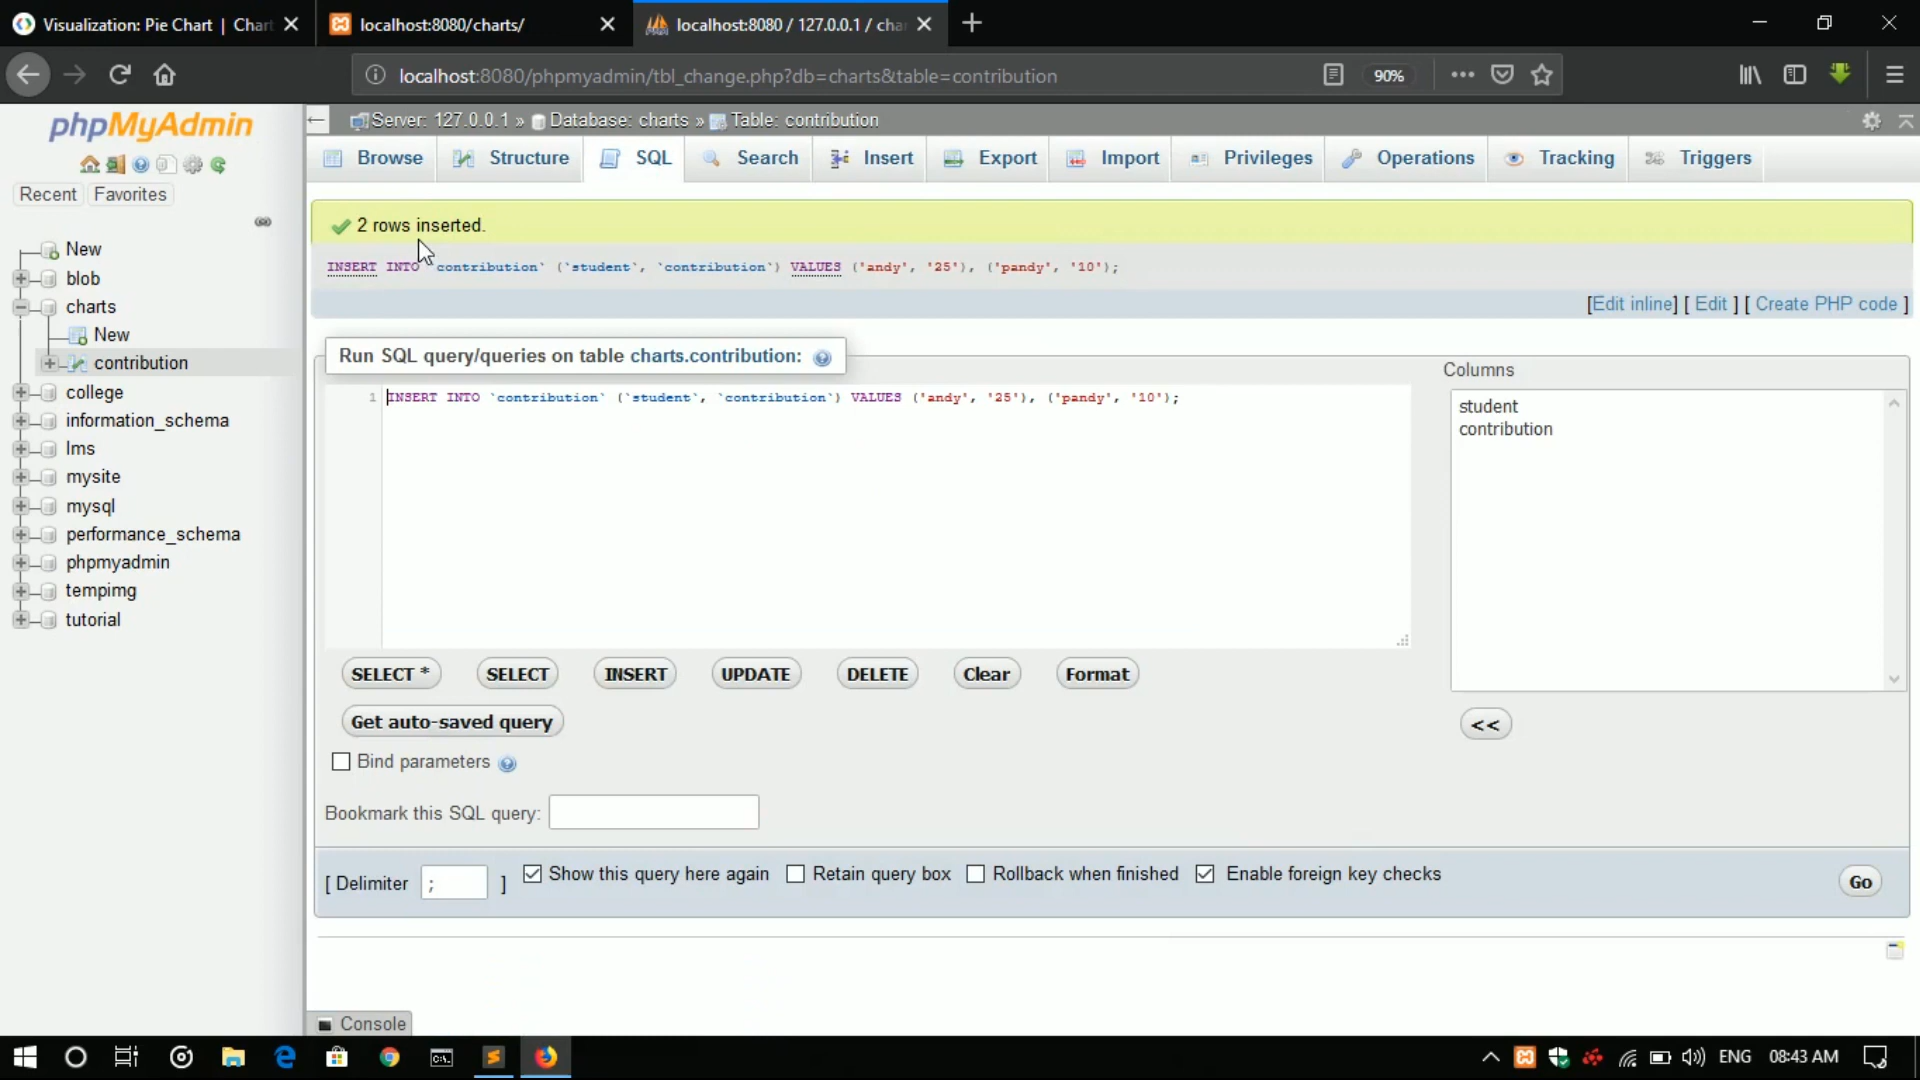 Visualization: Pie Chart | Chart
localhost:8080/charts/
localhost:8080 / 127.0.0.1 / cha
localhost:8080/phpmyadmin/tbl_change.php?db=charts&table=contribution
90%
phpMyAdmin
Recent Favorites
New
blob
charts
New
contribution
college
information_schema
lms
mysite
mysql
performance_schema
phpmyadmin
tempimg
tutorial
Server: 127.0.0.1 » Database: charts » Table: contribution
Browse Structure SQL Search Insert Export Import Privileges Operations Tracking Triggers
2 rows inserted.
INSERT INTO `contribution` (`student`, `contribution`) VALUES ('andy', '25'), ('pandy', '10');
[Edit inline] [ Edit ] [ Create PHP code ]
Run SQL query/queries on table charts.contribution:
1 INSERT INTO `contribution` (`student`, `contribution`) VALUES ('andy', '25'), ('pandy', '10');
Columns
student
contribution
SELECT * SELECT INSERT UPDATE DELETE Clear Format
Get auto-saved query
<<
Bind parameters
Bookmark this SQL query:
[ Delimiter ; ] Show this query here again Retain query box Rollback when finished Enable foreign key checks
Go
Console
ENG 08:43 AM